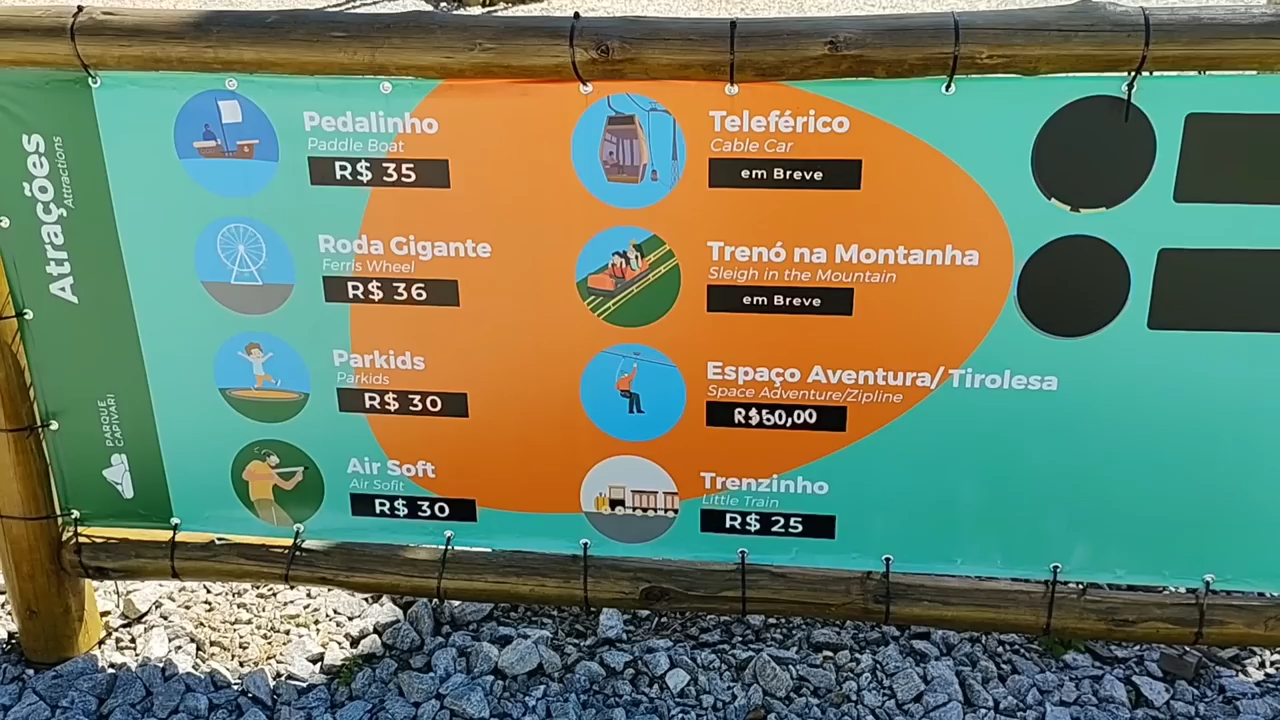 Atrações
Attractions
PARQUE
CAPIVARI
Pedalinho
Paddle Boat
R$ 35
Roda Gigante
Ferris Wheel
R$ 36
Parkids
Parkids
R$ 30
Air Soft
Air Sofit
R$ 30
Teleférico
Cable Car
em Breve
Trenó na Montanha
Sleigh in the Mountain
em Breve
Espaço Aventura/Tirolesa
Space Adventure/Zipline
R$50,00
Trenzinho
Little Train
R$ 25